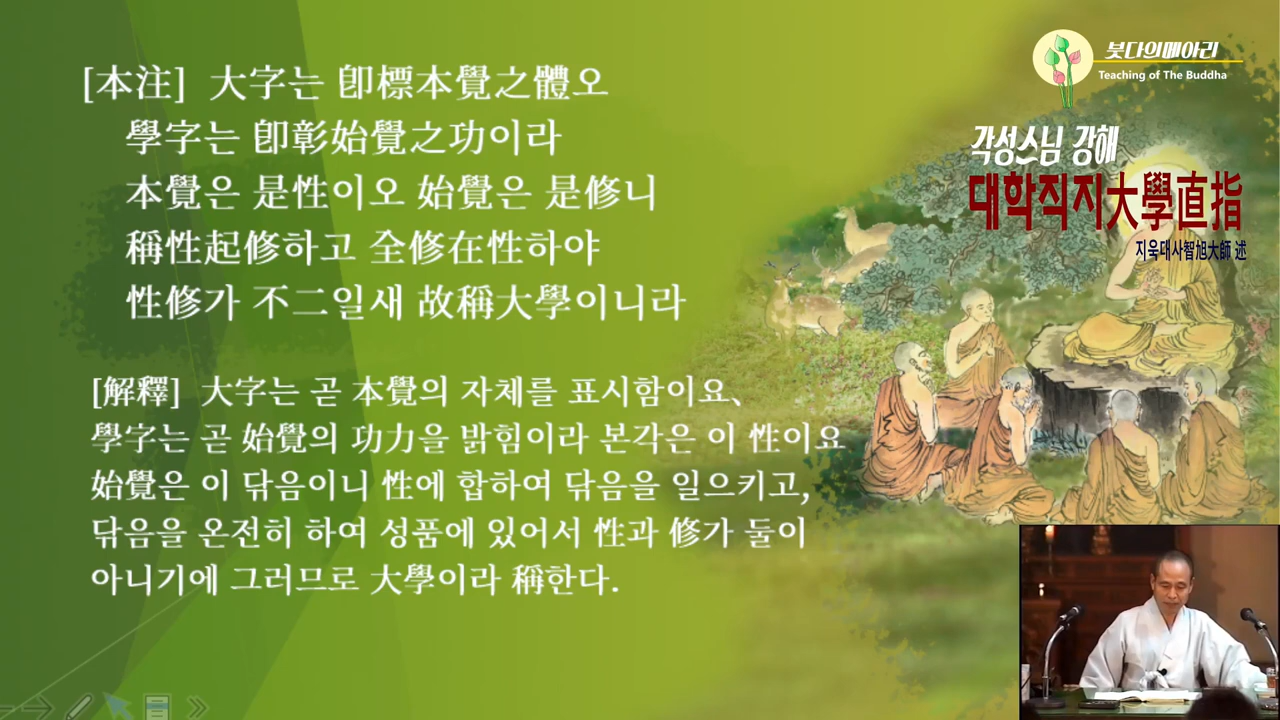 [本注] 大字는 卽標本覺之體오
學字는 卽彰始覺之功이라
本覺은 是性이오 始覺은 是修니
稱性起修하고 全修在性하야
性修가 不二일새 故稱大學이니라
[解釋] 大字는 곧 本覺의 자체를 표시함이요、
學字는 곧 始覺의 功力을 밝힘이라 본각은 이 性이요
始覺은 이 닦음이니 性에 합하여 닦음을 일으키고,
닦음을 온전히 하여 성품에 있어서 性과 修가 둘이
아니기에 그러므로 大學이라 稱한다.
붓다의메아리
Teaching of The Buddha
각성스님 강해
대학직지大學直指
지욱대사智旭大師 述